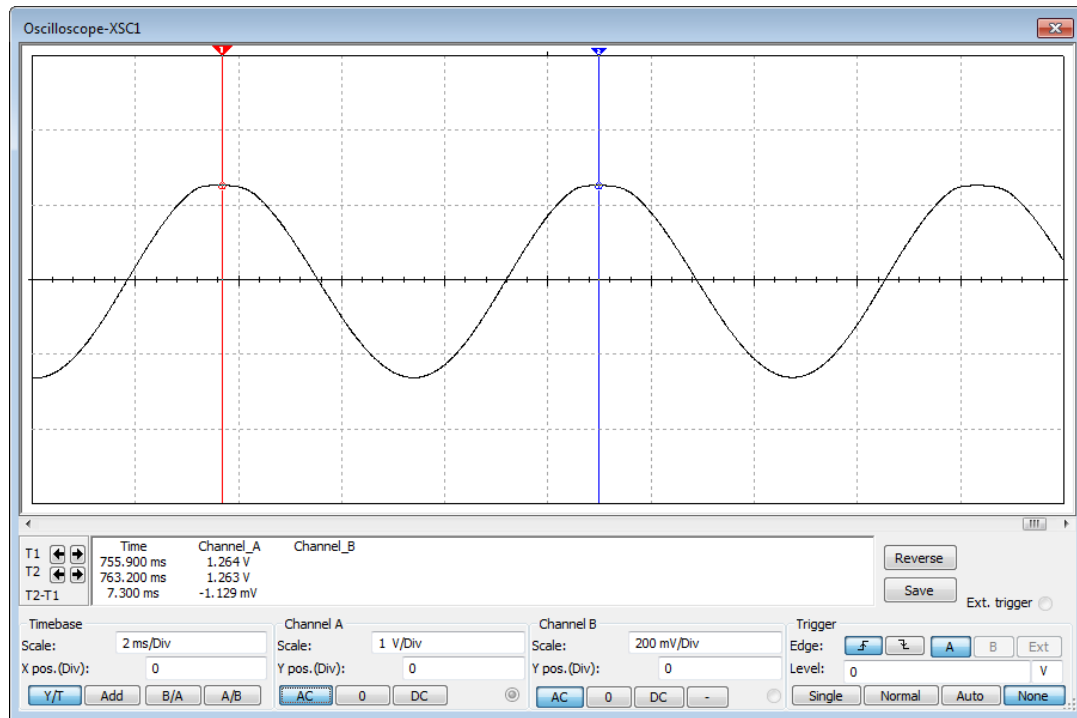 Oscilloscope-XSC1
1
2
Time Channel_A Channel_B
T1 755.900 ms 1.264 V
T2 763.200 ms 1.263 V
T2-T1 7.300 ms -1.129 mV
Reverse
Save
Ext. trigger
Timebase
Scale: 2 ms/Div
X pos.(Div): 0
Y/T Add B/A A/B
Channel A
Scale: 1 V/Div
Y pos.(Div): 0
AC 0 DC
Channel B
Scale: 200 mV/Div
Y pos.(Div): 0
AC 0 DC -
Trigger
Edge: A B Ext
Level: 0 V
Single Normal Auto None